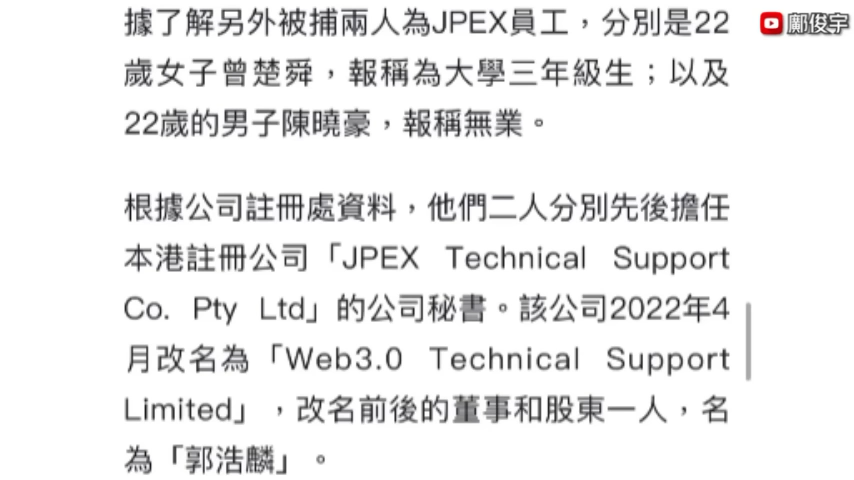 鄺俊宇
據了解另外被捕兩人為JPEX員工，分別是22
歲女子曾楚舜，報稱為大學三年級生；以及
22歲的男子陳曉豪，報稱無業。
根據公司註冊處資料，他們二人分別先後擔任
本港註冊公司「JPEX Technical Support
Co. Pty Ltd」的公司秘書。該公司2022年4
月改名為「Web3.0 Technical Support
Limited」，改名前後的董事和股東一人，名
為「郭浩麟」。